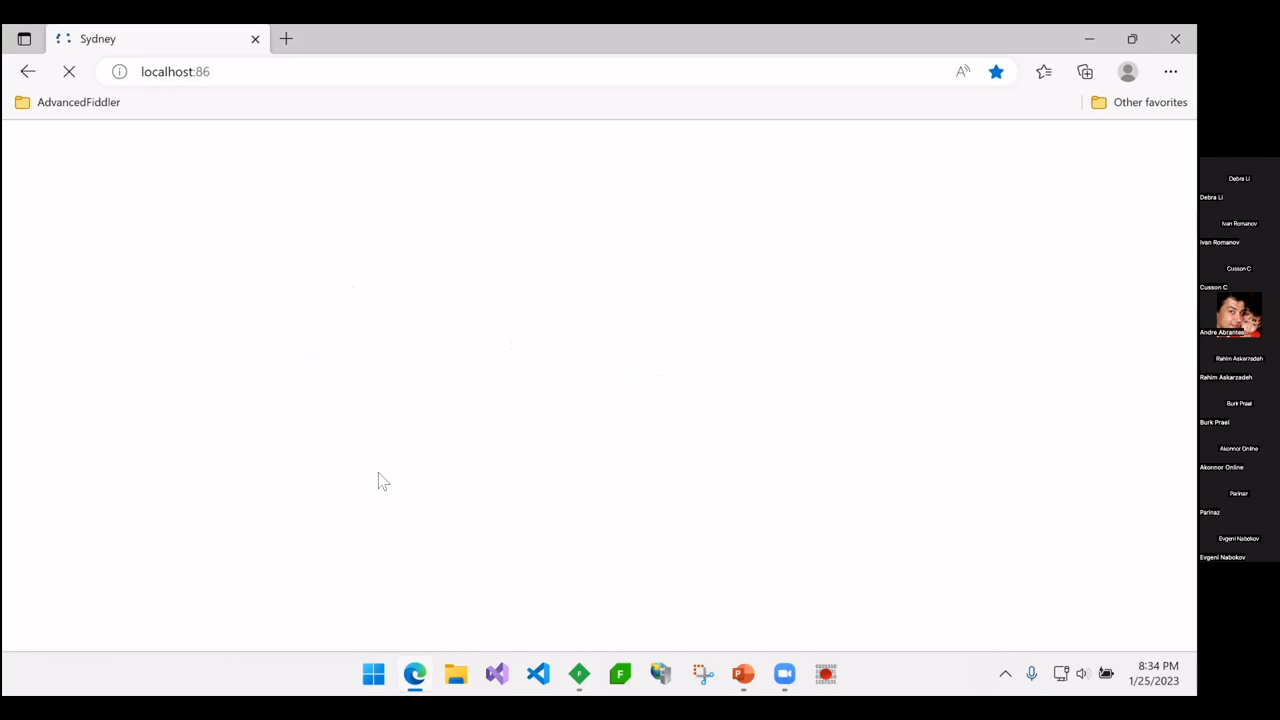 Sydney
localhost:86
AdvancedFiddler
Other favorites
Debra Li
Debra Li
Ivan Romanov
Ivan Romanov
Cusson C
Cusson C
Andre Abrantes
Rahim Askarzadeh
Rahim Askarzadeh
Burk Prael
Burk Prael
Akonnor Online
Akonnor Online
Parinaz
Parinaz
Evgeni Nabokov
Evgeni Nabokov
8:34 PM
1/25/2023